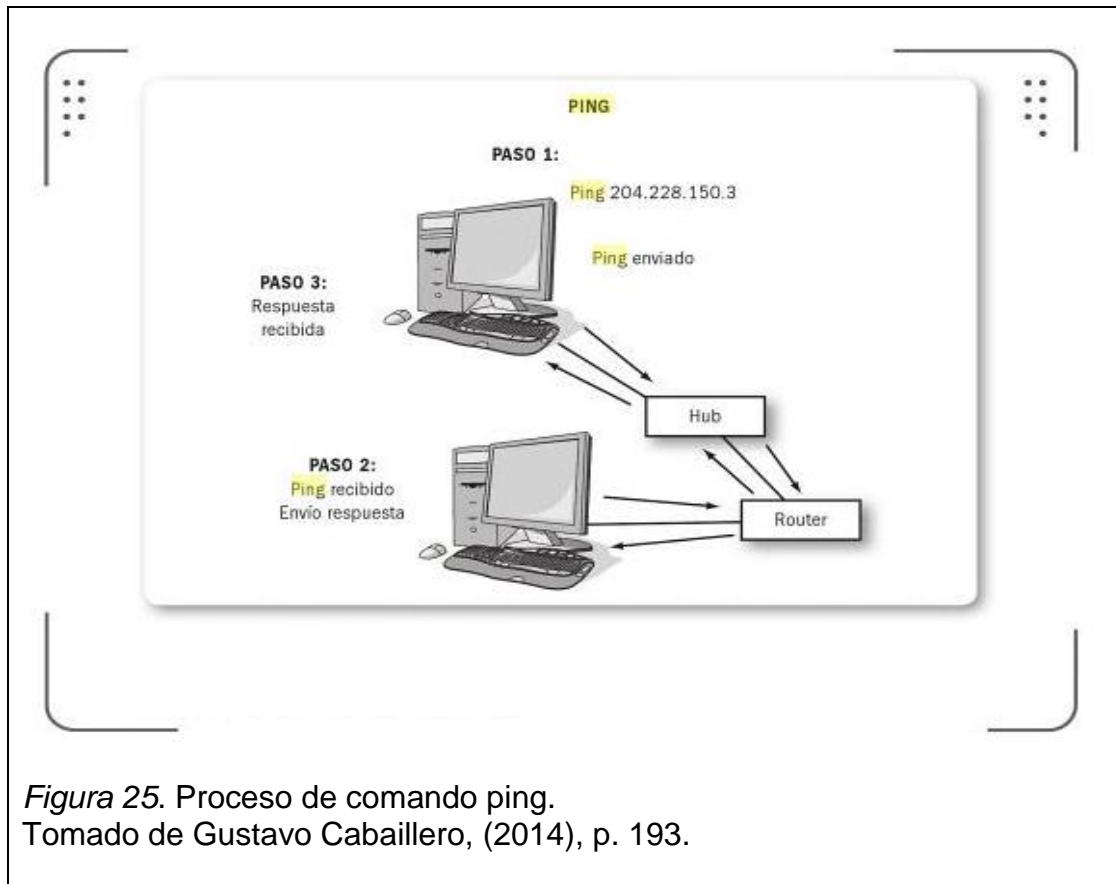 PING
PASO 1:
Ping 204.228.150.3
Ping enviado
PASO 3:
Respuesta
recibida
Hub
PASO 2:
Ping recibido
Envío respuesta
Router
Figura 25. Proceso de comando ping.
Tomado de Gustavo Cabaillero, (2014), p. 193.